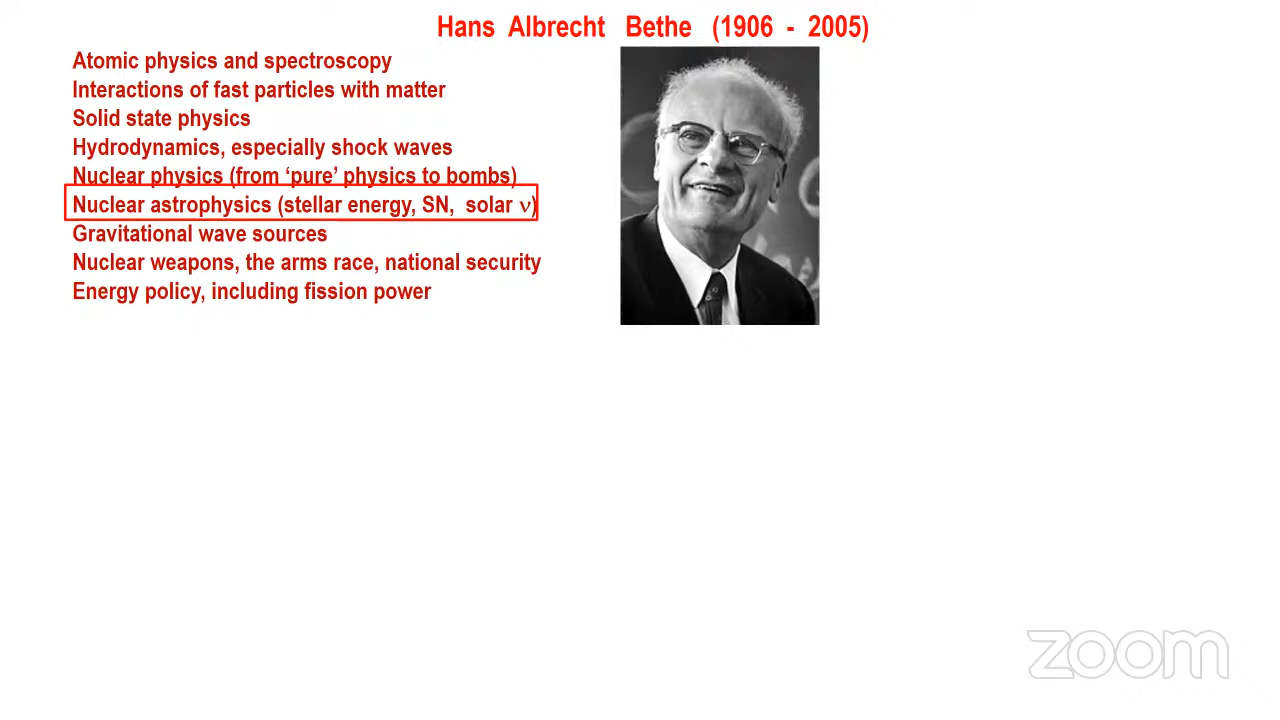 Hans Albrecht Bethe (1906 - 2005)
Atomic physics and spectroscopy
Interactions of fast particles with matter
Solid state physics
Hydrodynamics, especially shock waves
Nuclear physics (from ‘pure’ physics to bombs)
Nuclear astrophysics (stellar energy, SN, solar ν)
Gravitational wave sources
Nuclear weapons, the arms race, national security
Energy policy, including fission power
zoom